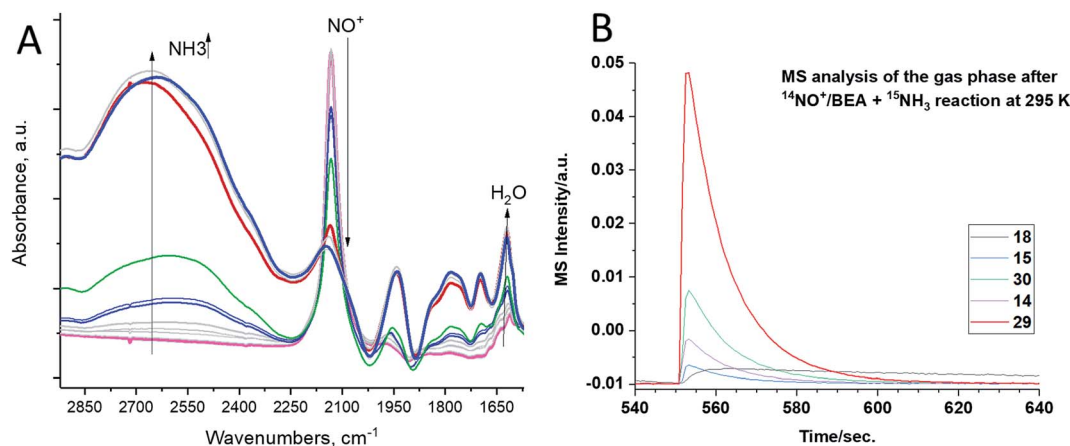 A
NH3
NO⁺
H₂O
Absorbance, a.u.
2850 2700 2550 2400 2250 2100 1950 1800 1650
Wavenumbers, cm⁻¹
B
MS analysis of the gas phase after
¹⁴NO⁺/BEA + ¹⁵NH₃ reaction at 295 K
MS Intensity/a.u.
0.05
0.04
0.03
0.02
0.01
0.00
-0.01
18
15
30
14
29
540 560 580 600 620 640
Time/sec.